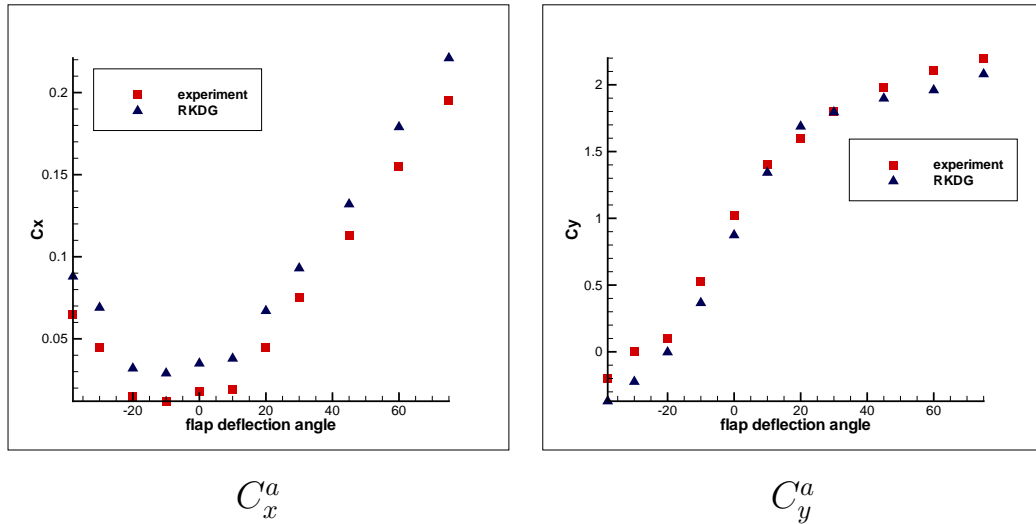 0.2
0.15
0.1
0.05
Cx
experiment
RKDG
-20
0
20
40
60
flap deflection angle
C_x^a
2
1.5
1
0.5
0
Cy
experiment
RKDG
-20
0
20
40
60
flap deflection angle
C_y^a